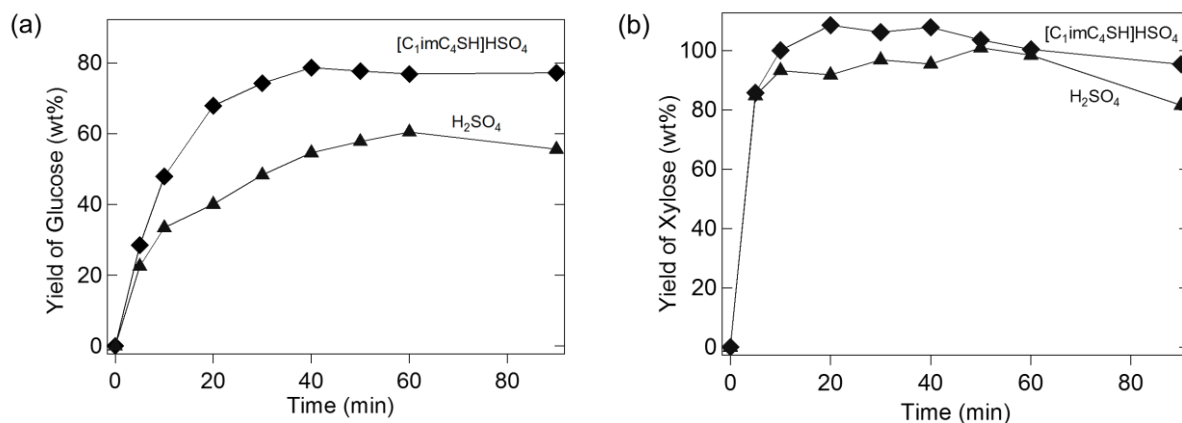 (a)
80
60
40
20
0
Yield of Glucose (wt%)
[C₁imC₄SH]HSO₄
H₂SO₄
0 20 40 60 80
Time (min)
(b)
100
80
60
40
20
0
Yield of Xylose (wt%)
[C₁imC₄SH]HSO₄
H₂SO₄
0 20 40 60 80
Time (min)